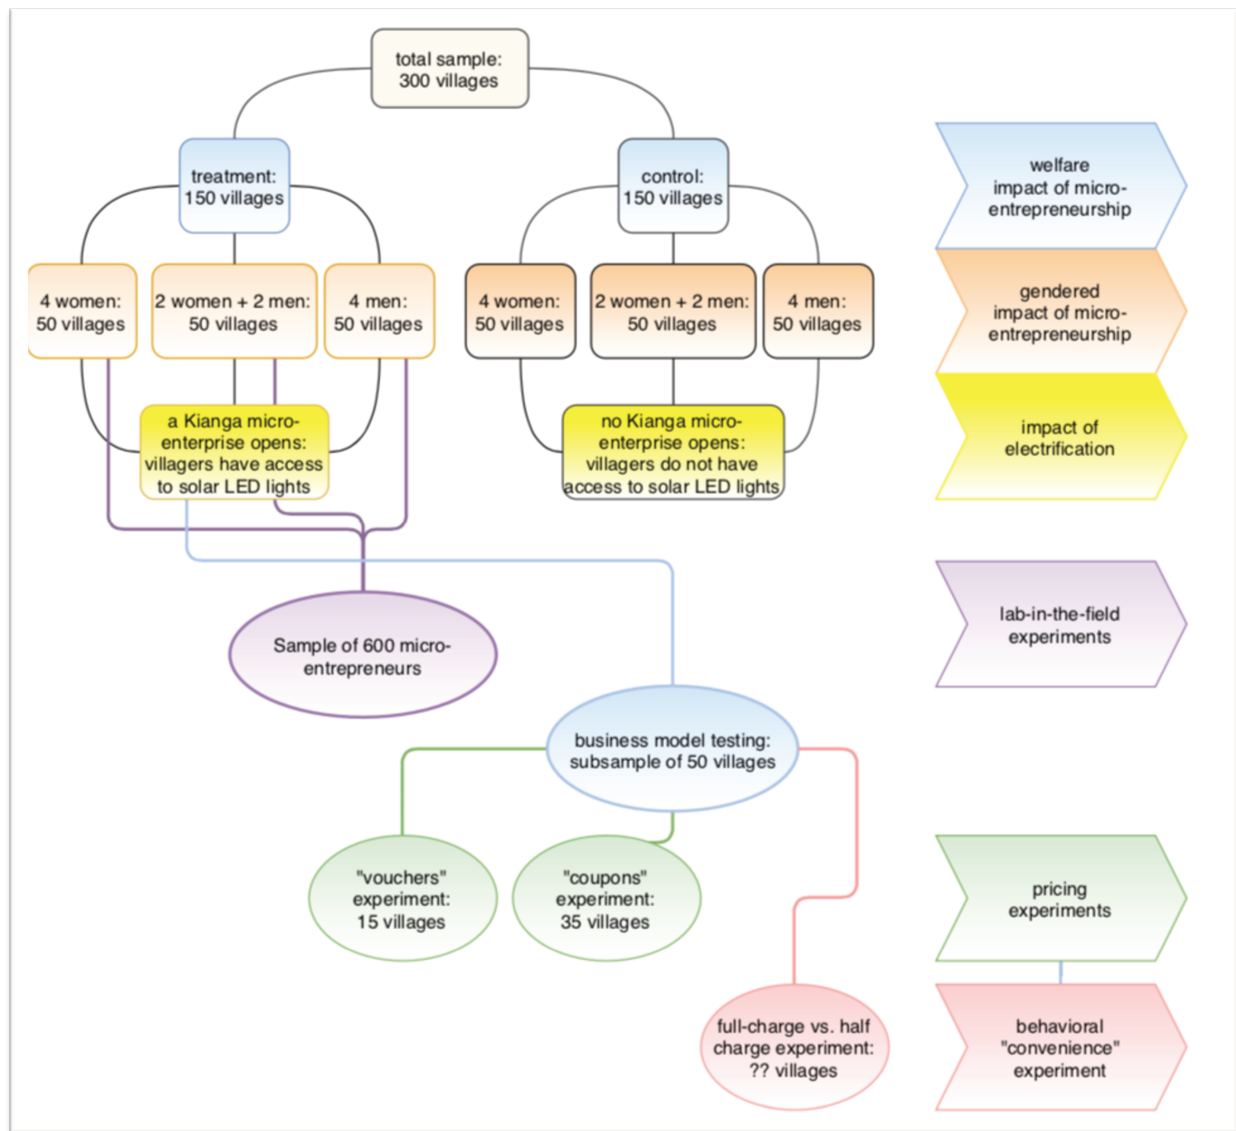 total sample:
300 villages
treatment:
150 villages
control:
150 villages
welfare
impact of micro-
entrepreneurship
4 women:
50 villages
2 women + 2 men:
50 villages
4 men:
50 villages
4 women:
50 villages
2 women + 2 men:
50 villages
4 men:
50 villages
gendered
impact of micro-
entrepreneurship
a Kianga micro-
enterprise opens:
villagers have access
to solar LED lights
no Kianga micro-
enterprise opens:
villagers do not have
access to solar LED lights
impact of
electrification
Sample of 600 micro-
entrepreneurs
lab-in-the-field
experiments
business model testing:
subsample of 50 villages
"vouchers"
experiment:
15 villages
"coupons"
experiment:
35 villages
pricing
experiments
full-charge vs. half
charge experiment:
?? villages
behavioral
"convenience"
experiment